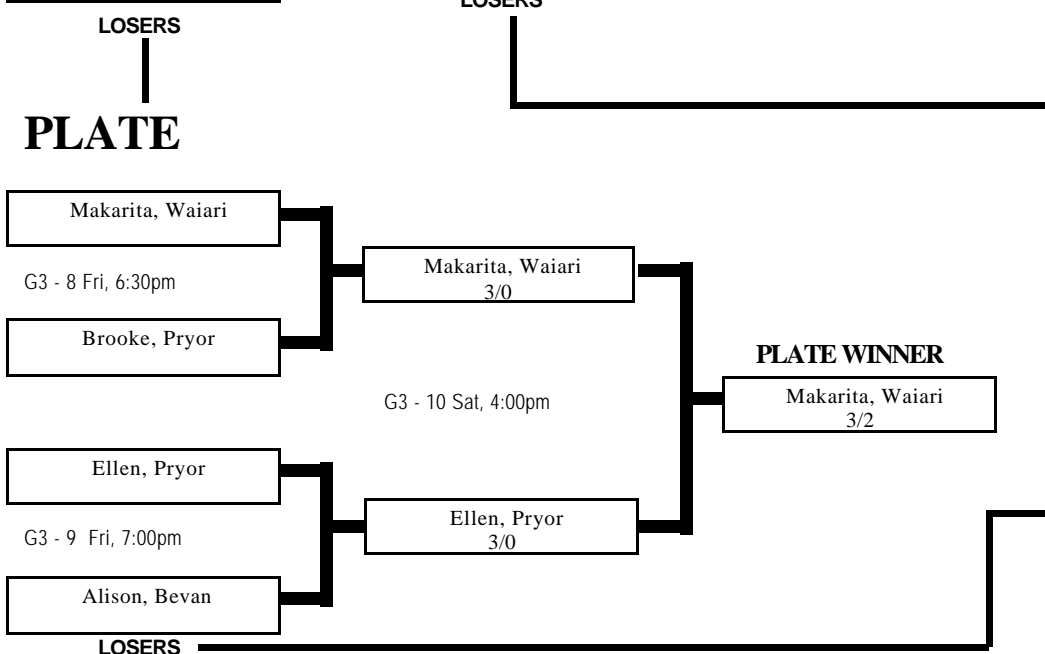 LOSERS
LOSERS
PLATE
Makarita, Waiari
G3 - 8 Fri, 6:30pm
Brooke, Pryor
Makarita, Waiari
3/0
G3 - 10 Sat, 4:00pm
PLATE WINNER
Makarita, Waiari
3/2
Ellen, Pryor
G3 - 9 Fri, 7:00pm
Alison, Bevan
Ellen, Pryor
3/0
LOSERS